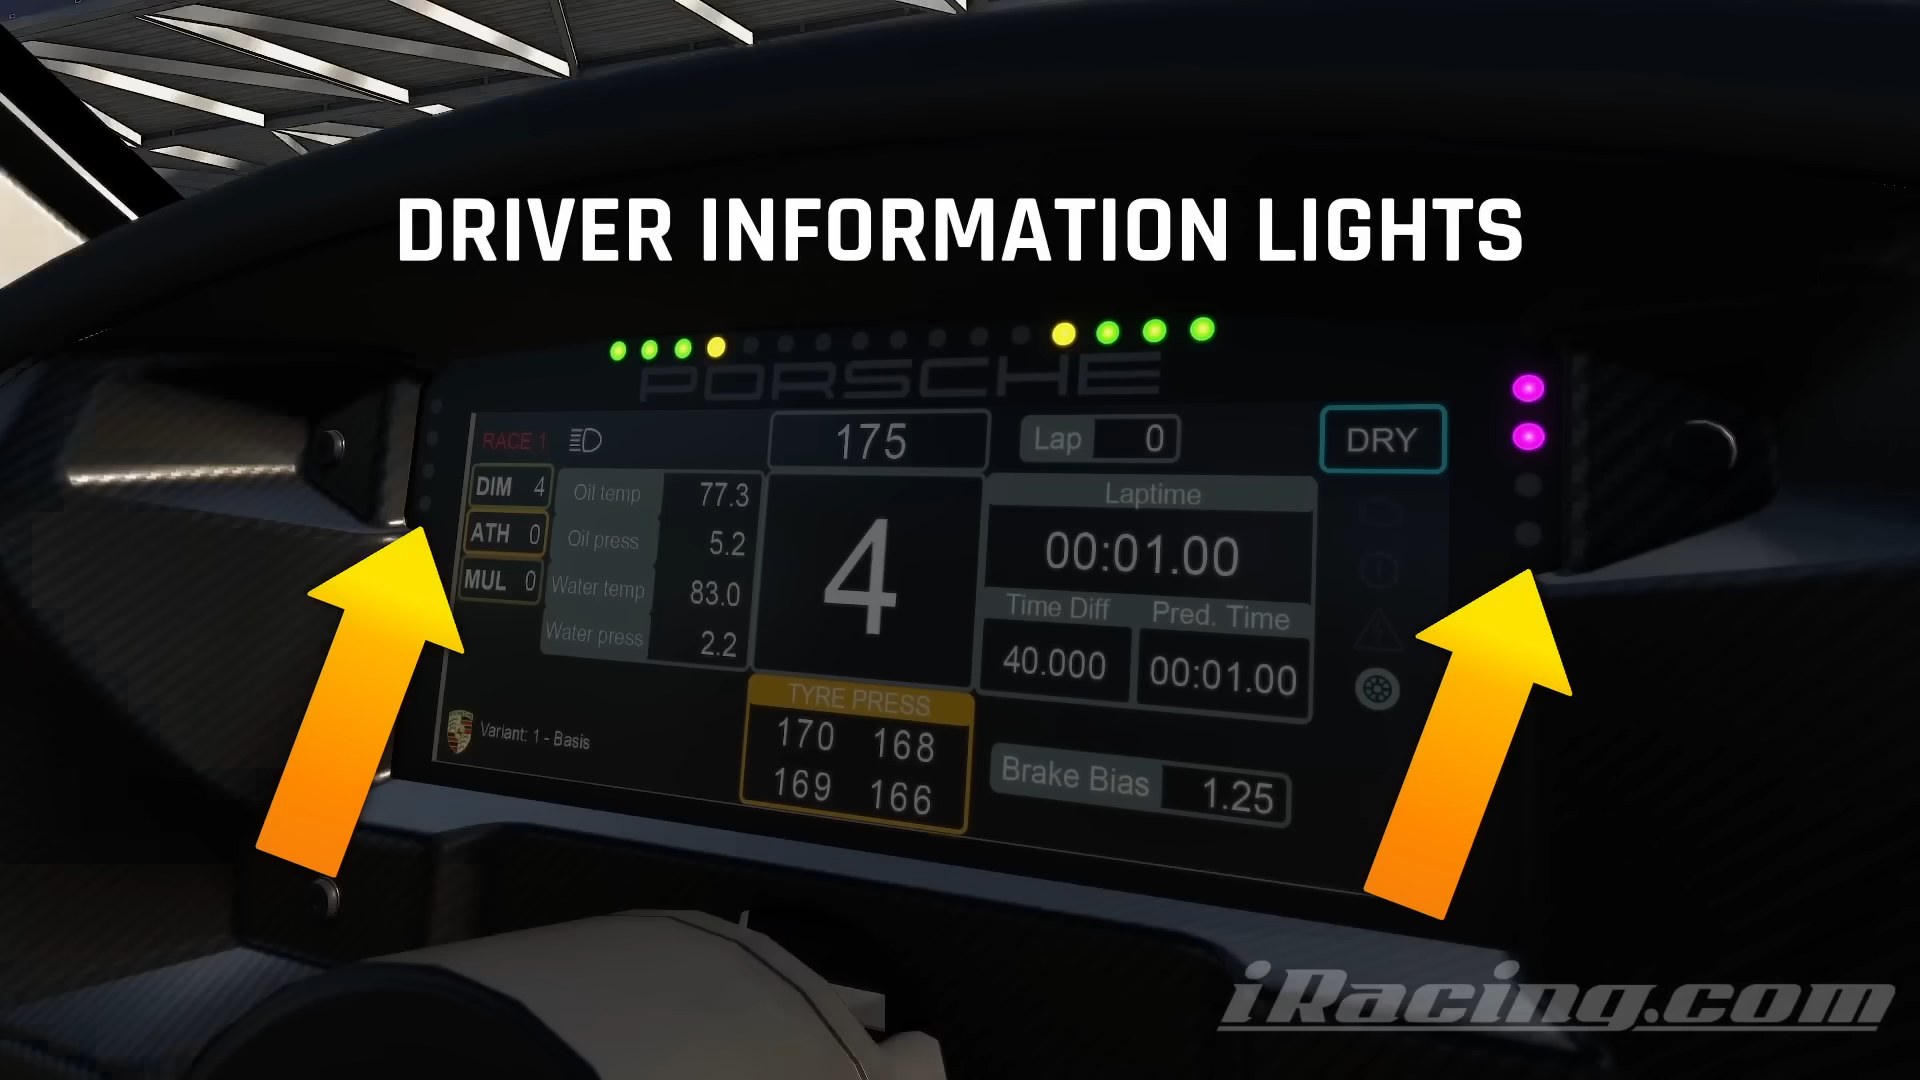 DRIVER INFORMATION LIGHTS
PORSCHE
RACE 1
175
Lap 0
DRY
DIM 4
ATH 0
MUL 0
Oil temp 77.3
Oil press 5.2
Water temp 83.0
Water press 2.2
4
Laptime
00:01.00
Time Diff Pred. Time
40.000 00:01.00
TYRE PRESS
170 168
169 166
Variant: 1 - Basis
Brake Bias 1.25
iRacing.com